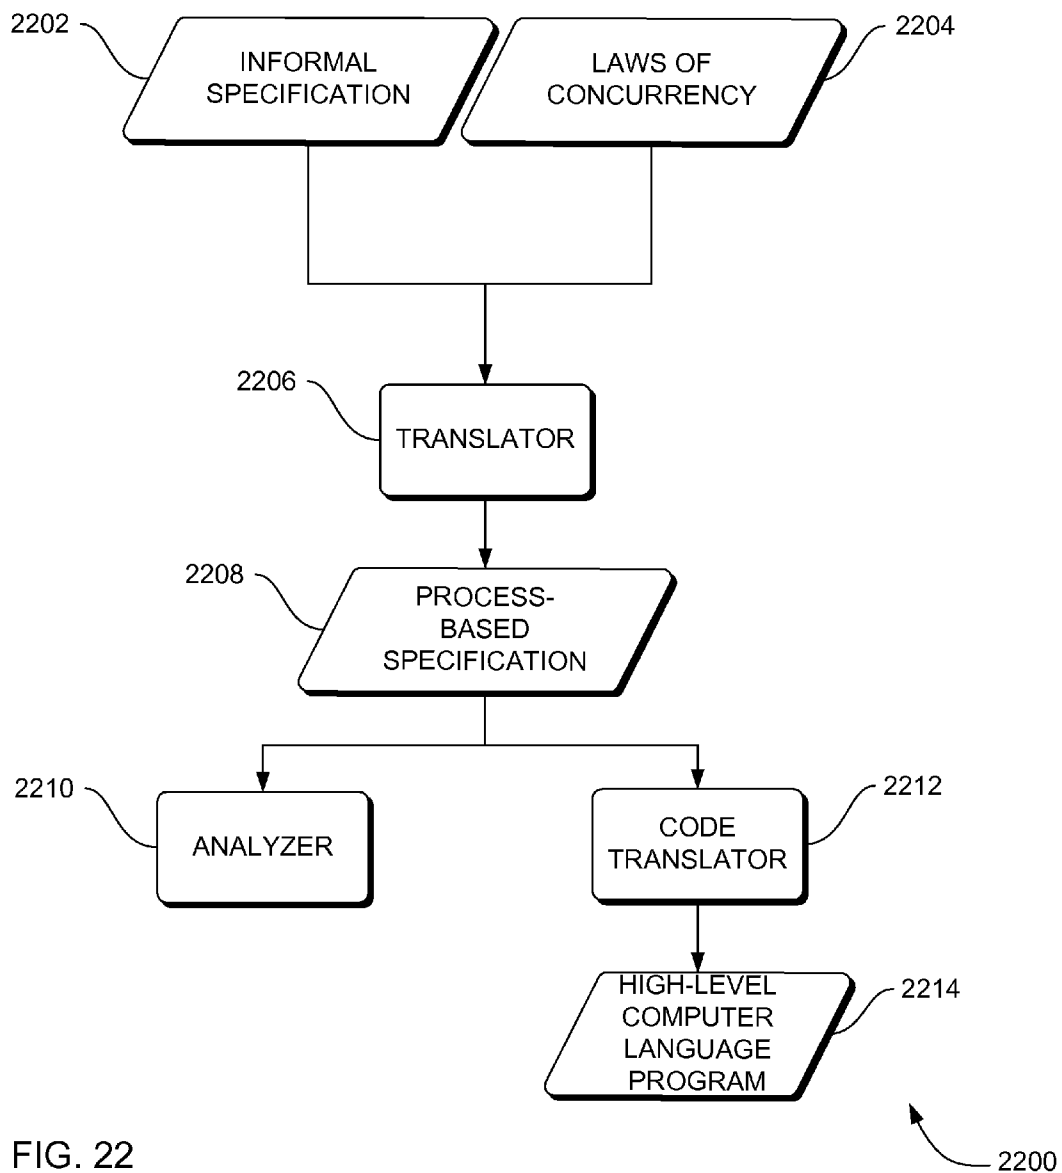 2202
INFORMAL
SPECIFICATION
LAWS OF
CONCURRENCY
2204
2206
TRANSLATOR
2208
PROCESS-
BASED
SPECIFICATION
2210
ANALYZER
2212
CODE
TRANSLATOR
HIGH-LEVEL
COMPUTER
LANGUAGE
PROGRAM
2214
FIG. 22
2200